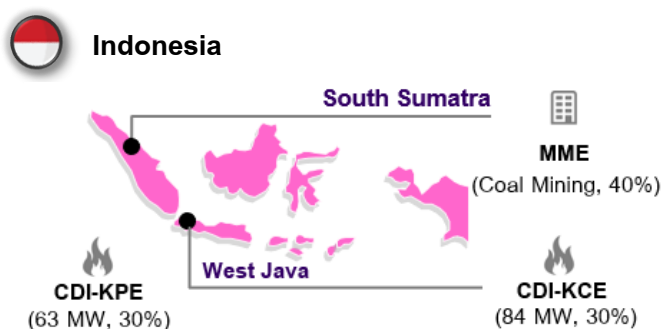 Indonesia
South Sumatra
MME
(Coal Mining, 40%)
West Java
CDI-KPE
(63 MW, 30%)
CDI-KCE
(84 MW, 30%)